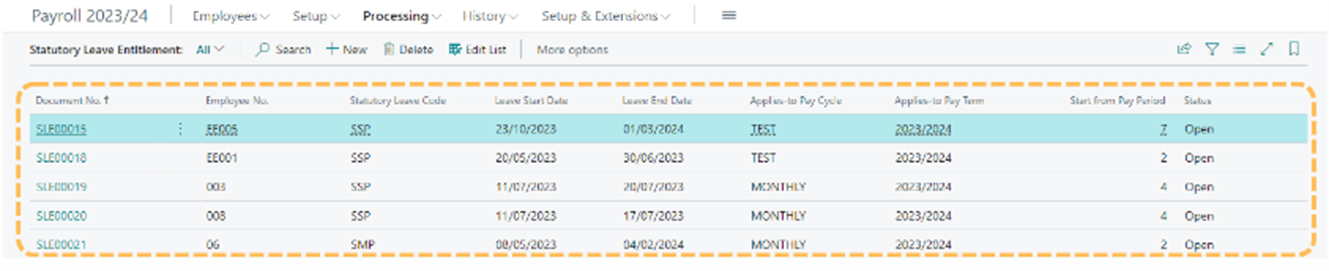 Payroll 2023/24 Employees Setup Processing History Setup & Extensions
Statutory Leave Entitlement: All Search New Delete Edit List More options
Document No. ↑ Employee No. Statutory Leave Code Leave Start Date Leave End Date Applies-to Pay Cycle Applies-to Pay Term Start from Pay Period Status
SLE00015 EE005 SSP 23/10/2023 01/03/2024 TEST 2023/2024 7 Open
SLE00018 EE001 SSP 20/05/2023 30/06/2023 TEST 2023/2024 2 Open
SLE00019 003 SSP 11/07/2023 20/07/2023 MONTHLY 2023/2024 4 Open
SLE00020 008 SSP 11/07/2023 17/07/2023 MONTHLY 2023/2024 4 Open
SLE00021 06 SMP 08/05/2023 04/02/2024 MONTHLY 2023/2024 2 Open